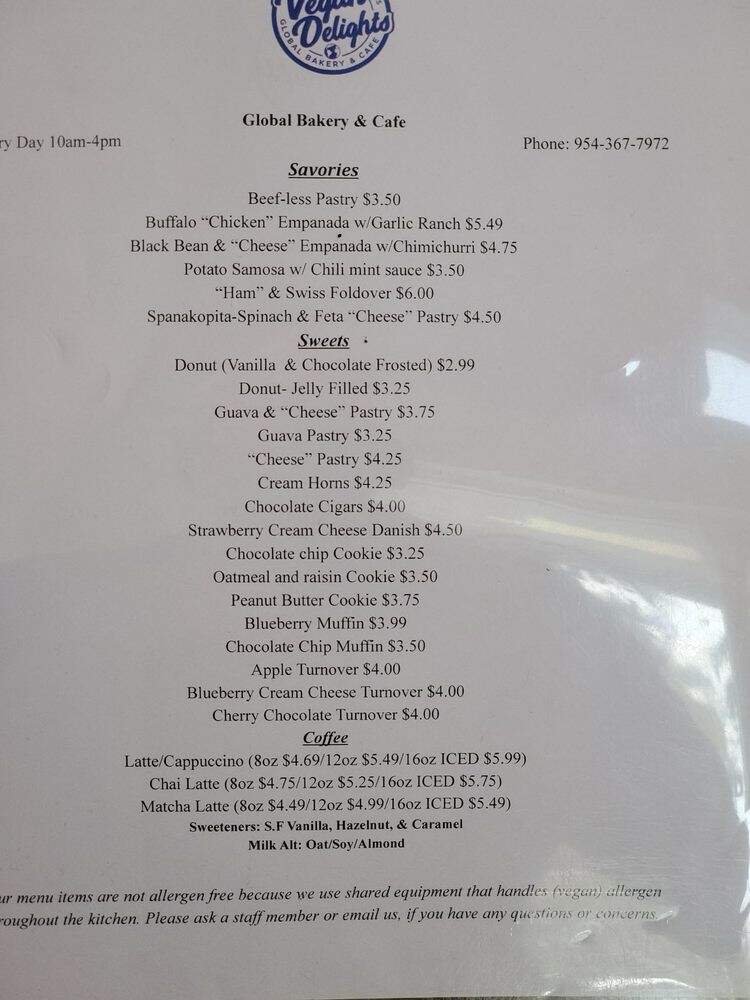 Vegan
Delights
GLOBAL BAKERY & CAFE
Global Bakery & Cafe
Day 10am-4pm
Phone: 954-367-7972
Savories
Beef-less Pastry $3.50
Buffalo “Chicken” Empanada w/Garlic Ranch $5.49
Black Bean & “Cheese” Empanada w/Chimichurri $4.75
Potato Samosa w/ Chili mint sauce $3.50
“Ham” & Swiss Foldover $6.00
Spanakopita-Spinach & Feta “Cheese” Pastry $4.50
Sweets
Donut (Vanilla & Chocolate Frosted) $2.99
Donut- Jelly Filled $3.25
Guava & “Cheese” Pastry $3.75
Guava Pastry $3.25
“Cheese” Pastry $4.25
Cream Horns $4.25
Chocolate Cigars $4.00
Strawberry Cream Cheese Danish $4.50
Chocolate chip Cookie $3.25
Oatmeal and raisin Cookie $3.50
Peanut Butter Cookie $3.75
Blueberry Muffin $3.99
Chocolate Chip Muffin $3.50
Apple Turnover $4.00
Blueberry Cream Cheese Turnover $4.00
Cherry Chocolate Turnover $4.00
Coffee
Latte/Cappuccino (8oz $4.69/12oz $5.49/16oz ICED $5.99)
Chai Latte (8oz $4.75/12oz $5.25/16oz ICED $5.75)
Matcha Latte (8oz $4.49/12oz $4.99/16oz ICED $5.49)
Sweeteners: S.F Vanilla, Hazelnut, & Caramel
Milk Alt: Oat/Soy/Almond
ur menu items are not allergen free because we use shared equipment that handles (vegan) allergen
roughout the kitchen. Please ask a staff member or email us, if you have any questions or concerns.